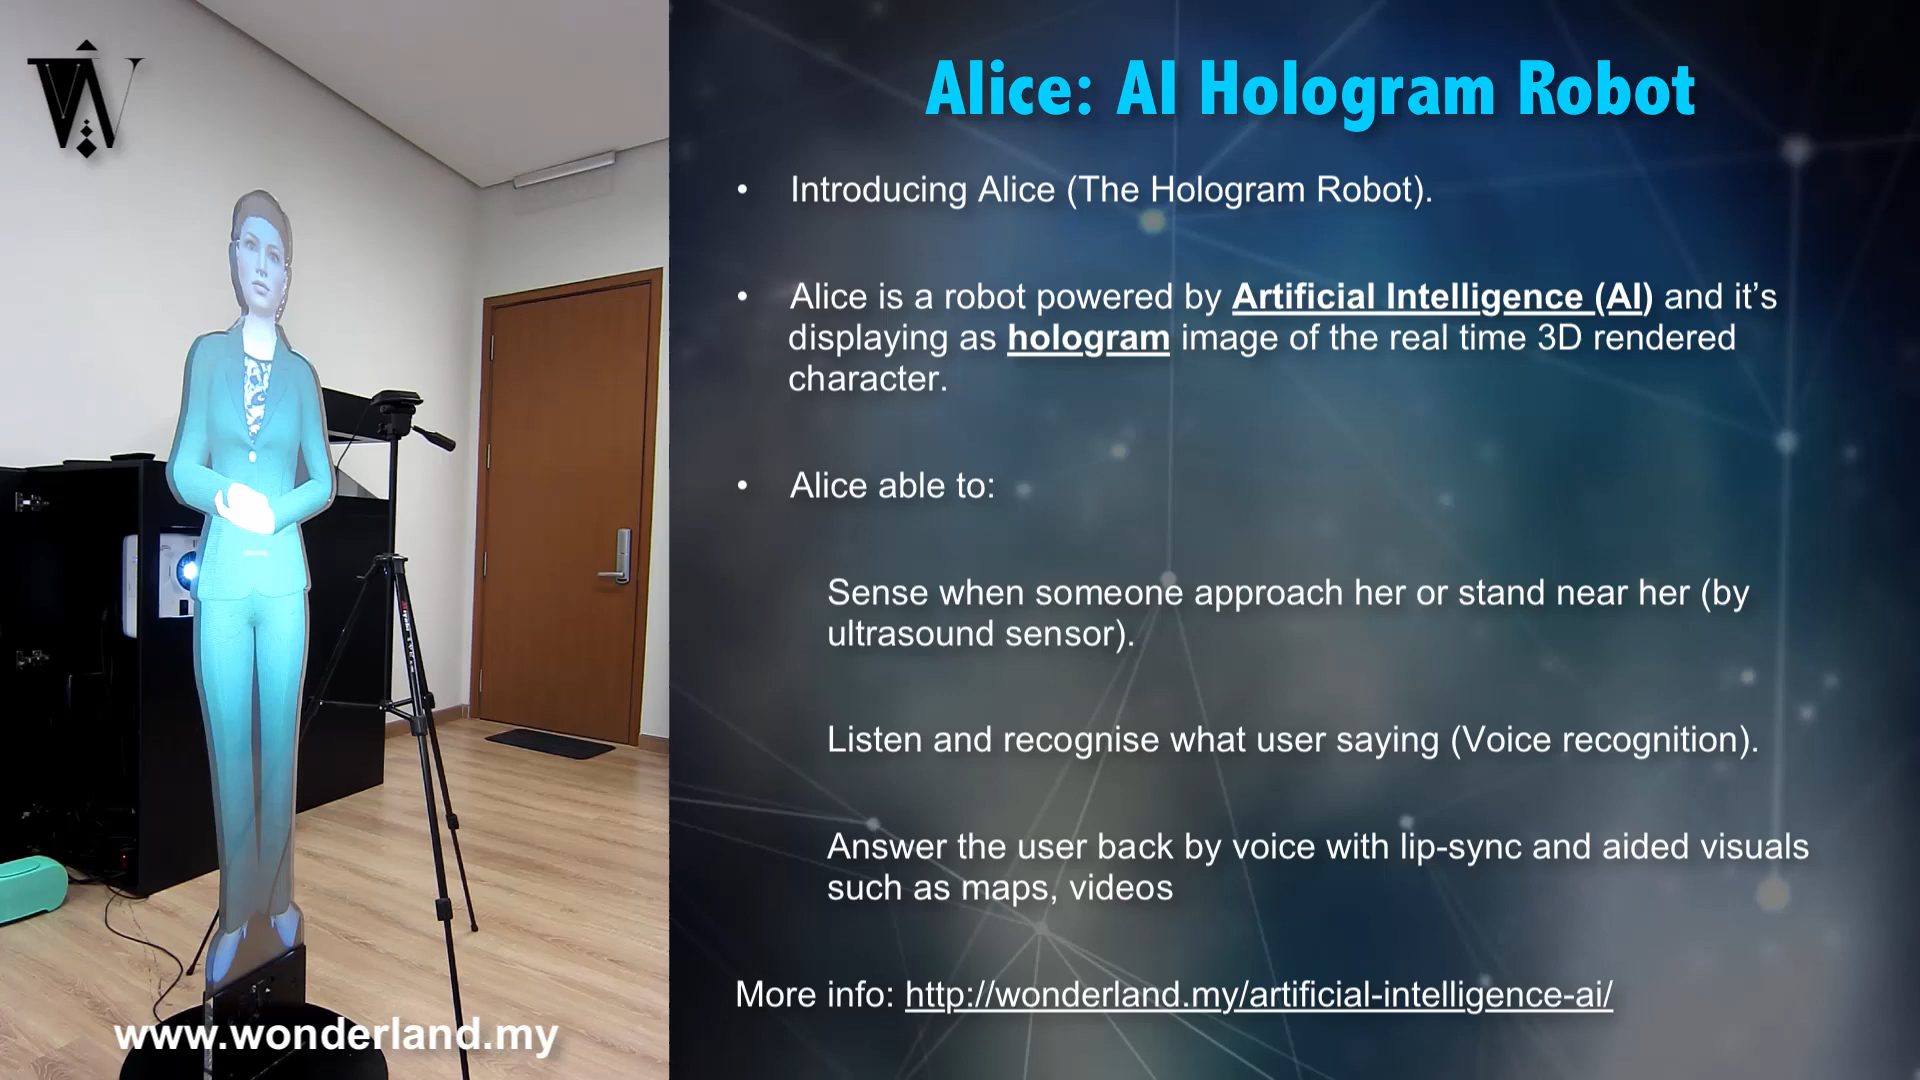 W
Alice: AI Hologram Robot
• Introducing Alice (The Hologram Robot).
• Alice is a robot powered by Artificial Intelligence (AI) and it’s
displaying as hologram image of the real time 3D rendered
character.
• Alice able to:
Sense when someone approach her or stand near her (by
ultrasound sensor).
Listen and recognise what user saying (Voice recognition).
Answer the user back by voice with lip-sync and aided visuals
such as maps, videos
More info: http://wonderland.my/artificial-intelligence-ai/
www.wonderland.my